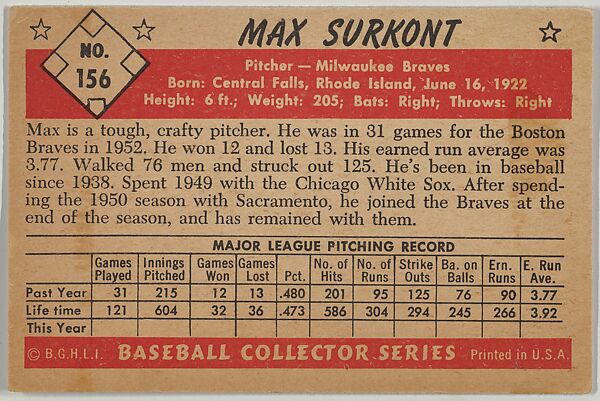 MAX SURKONT
NO.
156
Pitcher — Milwaukee Braves
Born: Central Falls, Rhode Island, June 16, 1922
Height: 6 ft.; Weight: 205; Bats: Right; Throws: Right
Max is a tough, crafty pitcher. He was in 31 games for the Boston
Braves in 1952. He won 12 and lost 13. His earned run average was
3.77. Walked 76 men and struck out 125. He's been in baseball
since 1938. Spent 1949 with the Chicago White Sox. After spend-
ing the 1950 season with Sacramento, he joined the Braves at the
end of the season, and has remained with them.
MAJOR LEAGUE PITCHING RECORD
Games Innings Games Games No. of No. of Strike Ba. on Ern. E. Run
Played Pitched Won Lost Pct. Hits Runs Outs Balls Runs Ave.
Past Year 31 215 12 13 .480 201 95 125 76 90 3.77
Life time 121 604 32 36 .473 586 304 294 245 266 3.92
This Year
© B.G.H.L.I. BASEBALL COLLECTOR SERIES Printed in U.S.A.